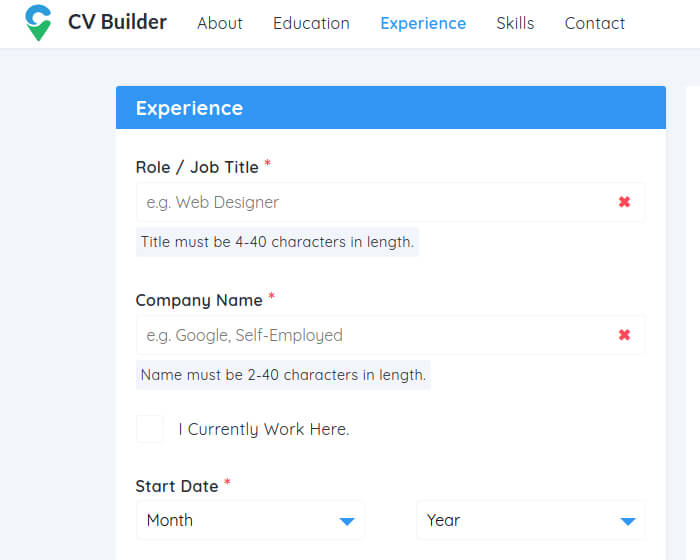 CV Builder About Education Experience Skills Contact
Experience
Role / Job Title *
e.g. Web Designer ✖
Title must be 4-40 characters in length.
Company Name *
e.g. Google, Self-Employed ✖
Name must be 2-40 characters in length.
I Currently Work Here.
Start Date *
Month Year